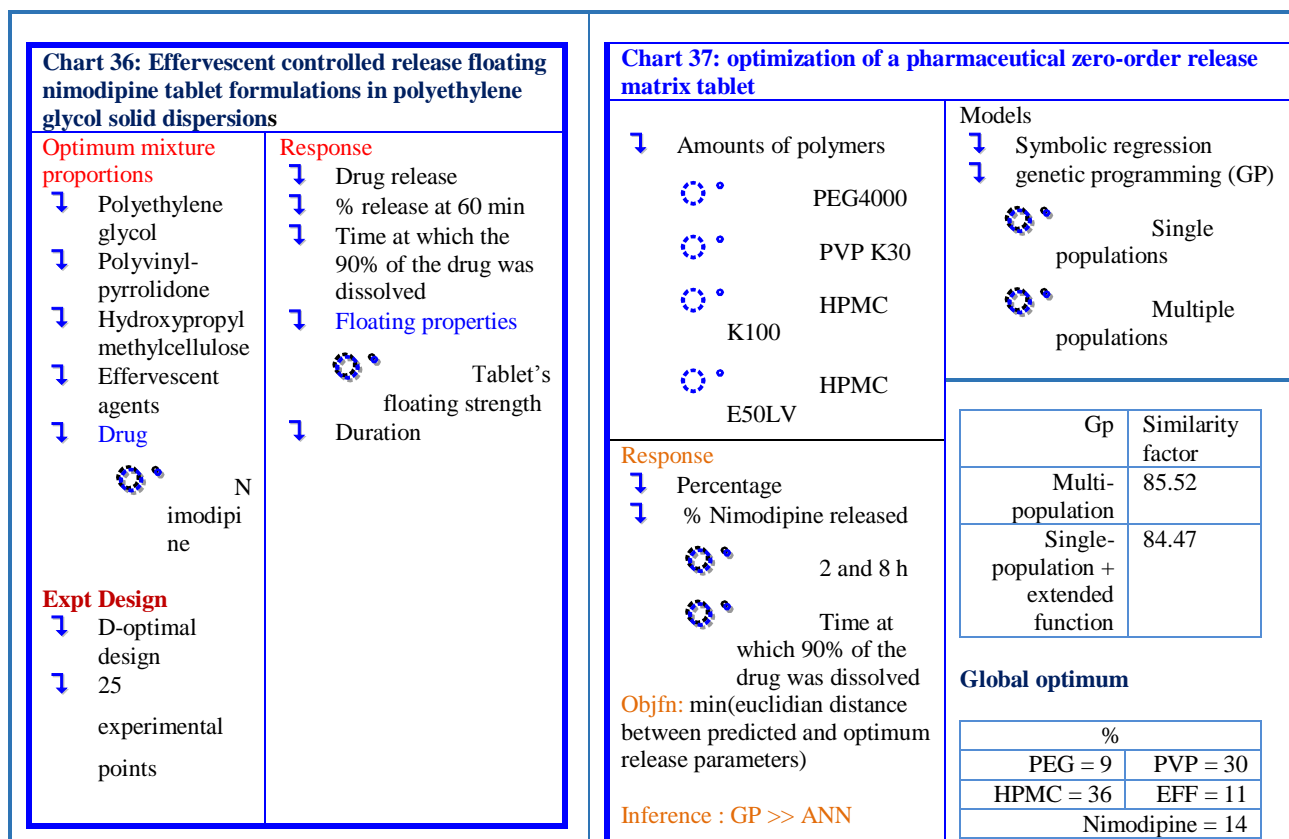 Chart 36: Effervescent controlled release floating
nimodipine tablet formulations in polyethylene
glycol solid dispersions
Optimum mixture
proportions
Polyethylene
glycol
Polyvinyl-
pyrrolidone
Hydroxypropyl
methylcellulose
Effervescent
agents
Drug
N
imodipi
ne
Expt Design
D-optimal
design
25
experimental
points
Response
Drug release
% release at 60 min
Time at which the
90% of the drug was
dissolved
Floating properties
Tablet's
floating strength
Duration
Chart 37: optimization of a pharmaceutical zero-order release
matrix tablet
Amounts of polymers
PEG4000
PVP K30
HPMC
K100
HPMC
E50LV
Response
Percentage
% Nimodipine released
2 and 8 h
Time at
which 90% of the
drug was dissolved
Objfn: min(euclidian distance
between predicted and optimum
release parameters)
Inference : GP >> ANN
Models
Symbolic regression
genetic programming (GP)
Single
populations
Multiple
populations
Gp Similarity
factor
Multi- 85.52
population
Single- 84.47
population +
extended
function
Global optimum
%
PEG = 9 PVP = 30
HPMC = 36 EFF = 11
Nimodipine = 14